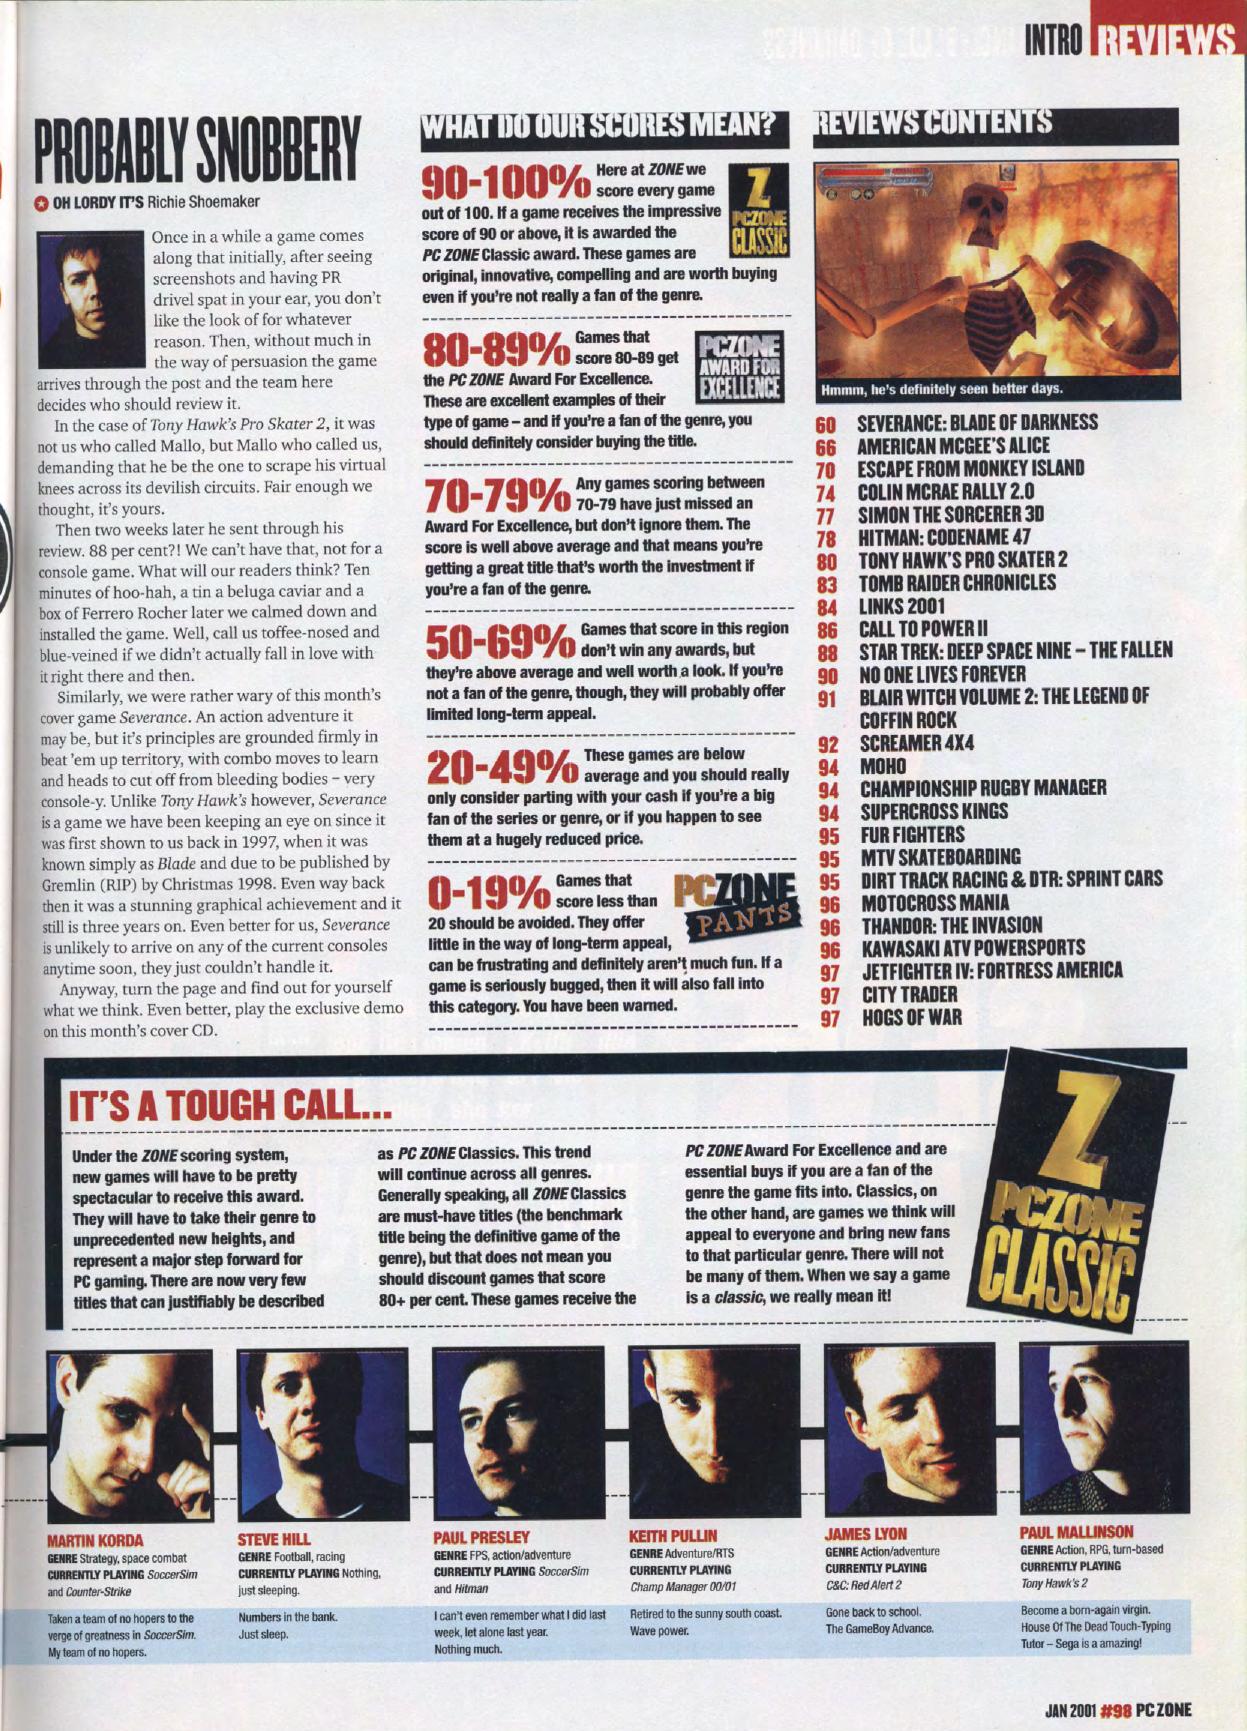 INTRO REVIEWS
PROBABLY SNOBBERY
OH LORDY IT'S Richie Shoemaker
Once in a while a game comes
along that initially, after seeing
screenshots and having PR
drivel spat in your ear, you don't
like the look of for whatever
reason. Then, without much in
the way of persuasion the game
arrives through the post and the team here
decides who should review it.
In the case of Tony Hawk's Pro Skater 2, it was
not us who called Mallo, but Mallo who called us,
demanding that he be the one to scrape his virtual
knees across its devilish circuits. Fair enough we
thought, it's yours.
Then two weeks later he sent through his
review. 88 per cent?! We can't have that, not for a
console game. What will our readers think? Ten
minutes of hoo-hah, a tin a beluga caviar and a
box of Ferrero Rocher later we calmed down and
installed the game. Well, call us toffee-nosed and
blue-veined if we didn't actually fall in love with
it right there and then.
Similarly, we were rather wary of this month's
cover game Severance. An action adventure it
may be, but it's principles are grounded firmly in
beat 'em up territory, with combo moves to learn
and heads to cut off from bleeding bodies – very
console-y. Unlike Tony Hawk's however, Severance
is a game we have been keeping an eye on since it
was first shown to us back in 1997, when it was
known simply as Blade and due to be published by
Gremlin (RIP) by Christmas 1998. Even way back
then it was a stunning graphical achievement and it
still is three years on. Even better for us, Severance
is unlikely to arrive on any of the current consoles
anytime soon, they just couldn't handle it.
Anyway, turn the page and find out for yourself
what we think. Even better, play the exclusive demo
on this month's cover CD.
WHAT DO OUR SCORES MEAN?
90-100% Here at ZONE we
score every game
out of 100. If a game receives the impressive
score of 90 or above, it is awarded the
PC ZONE Classic award. These games are
original, innovative, compelling and are worth buying
even if you're not really a fan of the genre.
Z
PCZONE
CLASSIC
80-89% Games that
score 80-89 get
the PC ZONE Award For Excellence.
These are excellent examples of their
type of game – and if you're a fan of the genre, you
should definitely consider buying the title.
PCZONE
AWARD FOR
EXCELLENCE
70-79% Any games scoring between
70-79 have just missed an
Award For Excellence, but don't ignore them. The
score is well above average and that means you're
getting a great title that's worth the investment if
you're a fan of the genre.
50-69% Games that score in this region
don't win any awards, but
they're above average and well worth a look. If you're
not a fan of the genre, though, they will probably offer
limited long-term appeal.
20-49% These games are below
average and you should really
only consider parting with your cash if you're a big
fan of the series or genre, or if you happen to see
them at a hugely reduced price.
0-19% Games that
score less than
20 should be avoided. They offer
little in the way of long-term appeal,
can be frustrating and definitely aren't much fun. If a
game is seriously bugged, then it will also fall into
this category. You have been warned.
PCZONE
PANTS
REVIEWS CONTENTS
Hmmm, he's definitely seen better days.
60 SEVERANCE: BLADE OF DARKNESS
66 AMERICAN MCGEE'S ALICE
70 ESCAPE FROM MONKEY ISLAND
74 COLIN MCRAE RALLY 2.0
77 SIMON THE SORCERER 3D
78 HITMAN: CODENAME 47
80 TONY HAWK'S PRO SKATER 2
83 TOMB RAIDER CHRONICLES
84 LINKS 2001
86 CALL TO POWER II
88 STAR TREK: DEEP SPACE NINE – THE FALLEN
90 NO ONE LIVES FOREVER
91 BLAIR WITCH VOLUME 2: THE LEGEND OF
COFFIN ROCK
92 SCREAMER 4X4
94 MOHO
94 CHAMPIONSHIP RUGBY MANAGER
94 SUPERCROSS KINGS
95 FUR FIGHTERS
95 MTV SKATEBOARDING
95 DIRT TRACK RACING & DTR: SPRINT CARS
96 MOTOCROSS MANIA
96 THANDOR: THE INVASION
96 KAWASAKI ATV POWERSPORTS
97 JETFIGHTER IV: FORTRESS AMERICA
97 CITY TRADER
97 HOGS OF WAR
IT'S A TOUGH CALL...
Under the ZONE scoring system,
new games will have to be pretty
spectacular to receive this award.
They will have to take their genre to
unprecedented new heights, and
represent a major step forward for
PC gaming. There are now very few
titles that can justifiably be described
as PC ZONE Classics. This trend
will continue across all genres.
Generally speaking, all ZONE Classics
are must-have titles (the benchmark
title being the definitive game of the
genre), but that does not mean you
should discount games that score
80+ per cent. These games receive the
PC ZONE Award For Excellence and are
essential buys if you are a fan of the
genre the game fits into. Classics, on
the other hand, are games we think will
appeal to everyone and bring new fans
to that particular genre. There will not
be many of them. When we say a game
is a classic, we really mean it!
Z
PCZONE
CLASSIC
MARTIN KORDA
GENRE Strategy, space combat
CURRENTLY PLAYING SoccerSim
and Counter-Strike
Taken a team of no hopers to the
verge of greatness in SoccerSim.
My team of no hopers.
STEVE HILL
GENRE Football, racing
CURRENTLY PLAYING Nothing,
just sleeping.
Numbers in the bank.
Just sleep.
PAUL PRESLEY
GENRE FPS, action/adventure
CURRENTLY PLAYING SoccerSim
and Hitman
I can't even remember what I did last
week, let alone last year.
Nothing much.
KEITH PULLIN
GENRE Adventure/RTS
CURRENTLY PLAYING
Champ Manager 00/01
Retired to the sunny south coast.
Wave power.
JAMES LYON
GENRE Action/adventure
CURRENTLY PLAYING
C&C: Red Alert 2
Gone back to school.
The GameBoy Advance.
PAUL MALLINSON
GENRE Action, RPG, turn-based
CURRENTLY PLAYING
Tony Hawk's 2
Become a born-again virgin.
House Of The Dead Touch-Typing
Tutor – Sega is a amazing!
JAN 2001 #98 PC ZONE